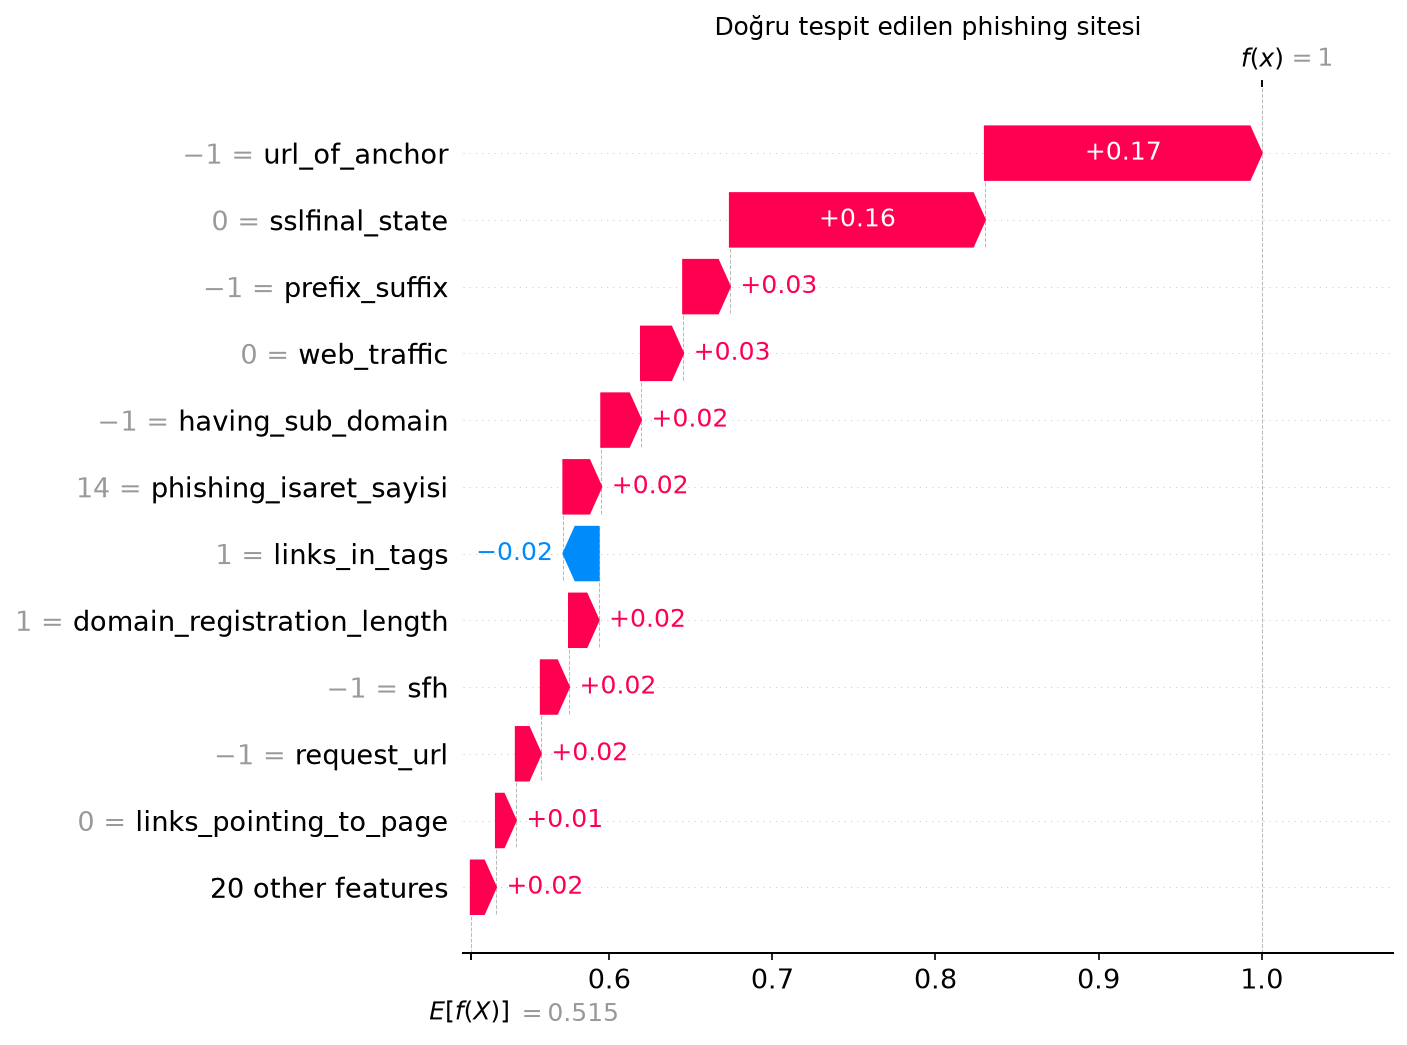 Doğru tespit edilen phishing sitesi
f(x) = 1
−1 = url_of_anchor
+0.17
0 = sslfinal_state
+0.16
−1 = prefix_suffix
+0.03
0 = web_traffic
+0.03
−1 = having_sub_domain
+0.02
14 = phishing_isaret_sayisi
+0.02
1 = links_in_tags
−0.02
1 = domain_registration_length
+0.02
−1 = sfh
+0.02
−1 = request_url
+0.02
0 = links_pointing_to_page
+0.01
20 other features
+0.02
0.6 0.7 0.8 0.9 1.0
E[f(X)] = 0.515